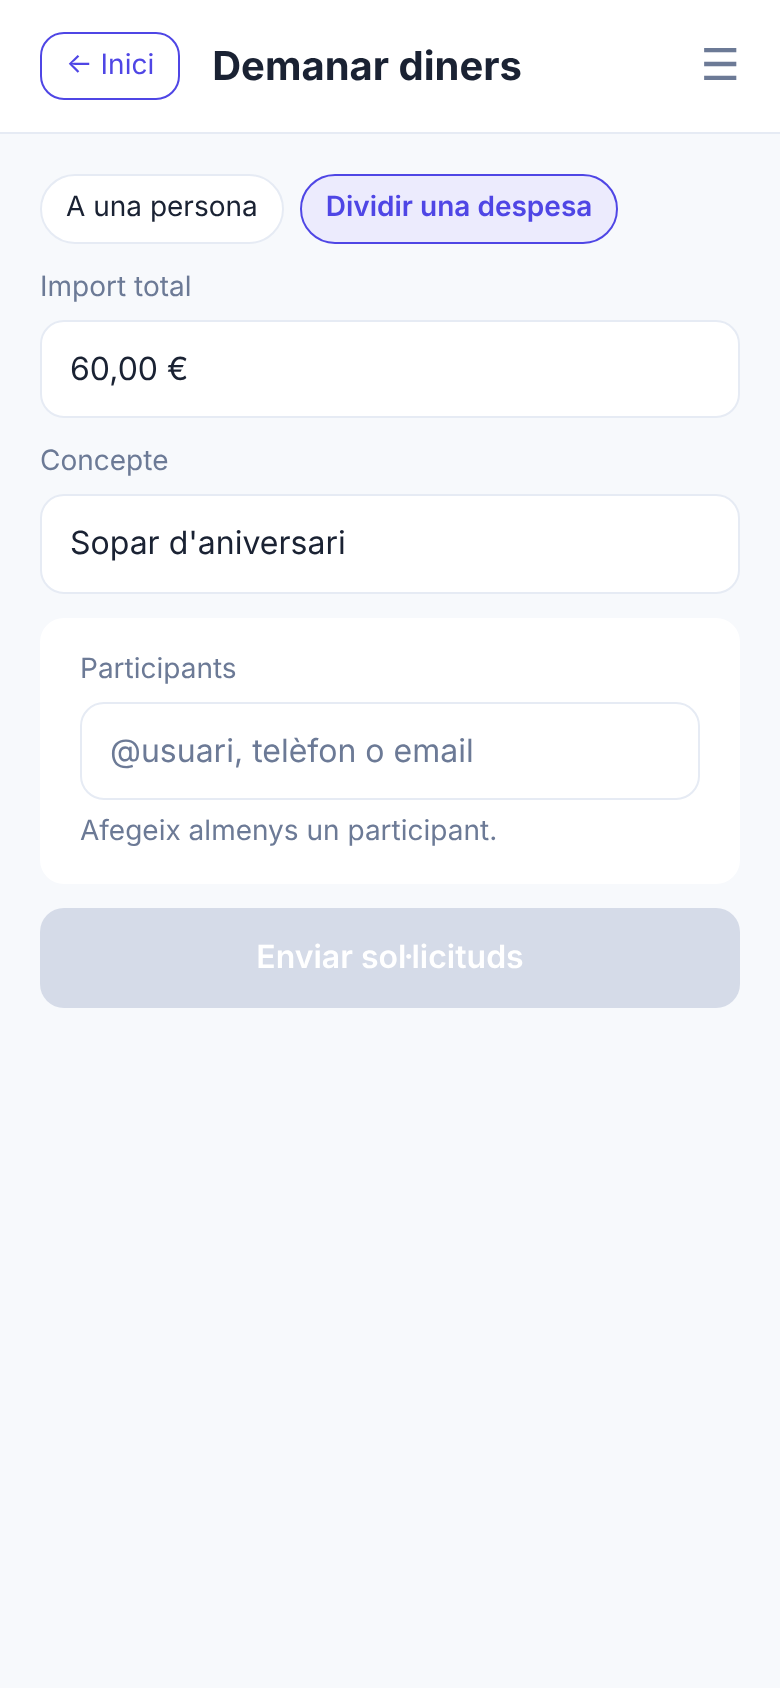 ← Inici
Demanar diners
☰
A una persona
Dividir una despesa
Import total
60,00 €
Concepte
Sopar d'aniversari
Participants
@usuari, telèfon o email
Afegeix almenys un participant.
Enviar sol·licituds